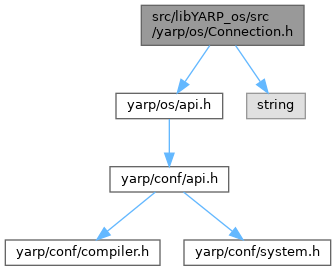 src/libYARP_os/src
/yarp/os/Connection.h
yarp/os/api.h
string
yarp/conf/api.h
yarp/conf/compiler.h
yarp/conf/system.h